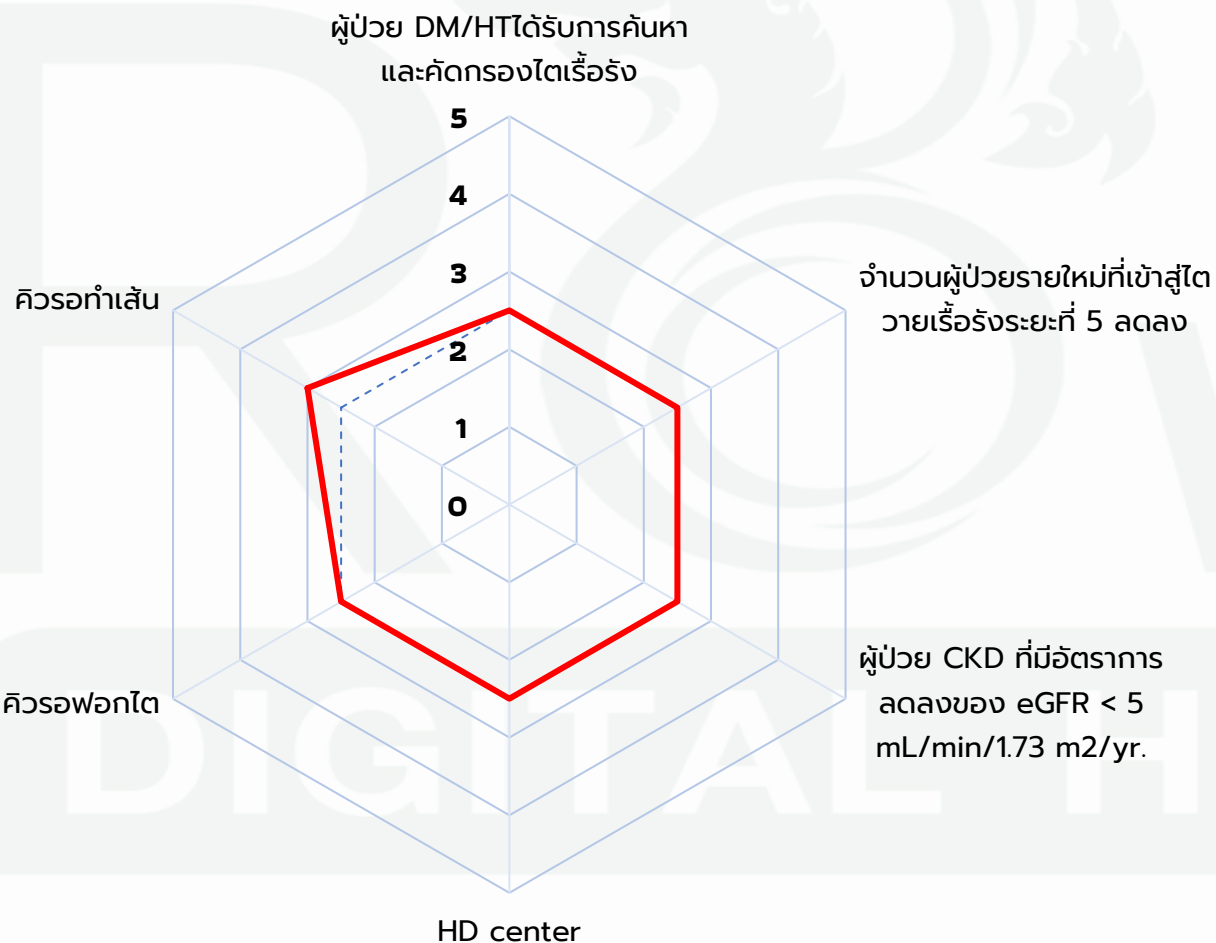 ผู้ป่วย DM/HTได้รับการค้นหา
และคัดกรองไตเรื้อรัง
5
4
3
2
1
0
จำนวนผู้ป่วยรายใหม่ที่เข้าสู่ไต
วายเรื้อรังระยะที่ 5 ลดลง
คิวรอทำเส้น
ผู้ป่วย CKD ที่มีอัตราการ
ลดลงของ eGFR < 5
mL/min/1.73 m2/yr.
คิวรอฟอกไต
HD center
DIGITAL H